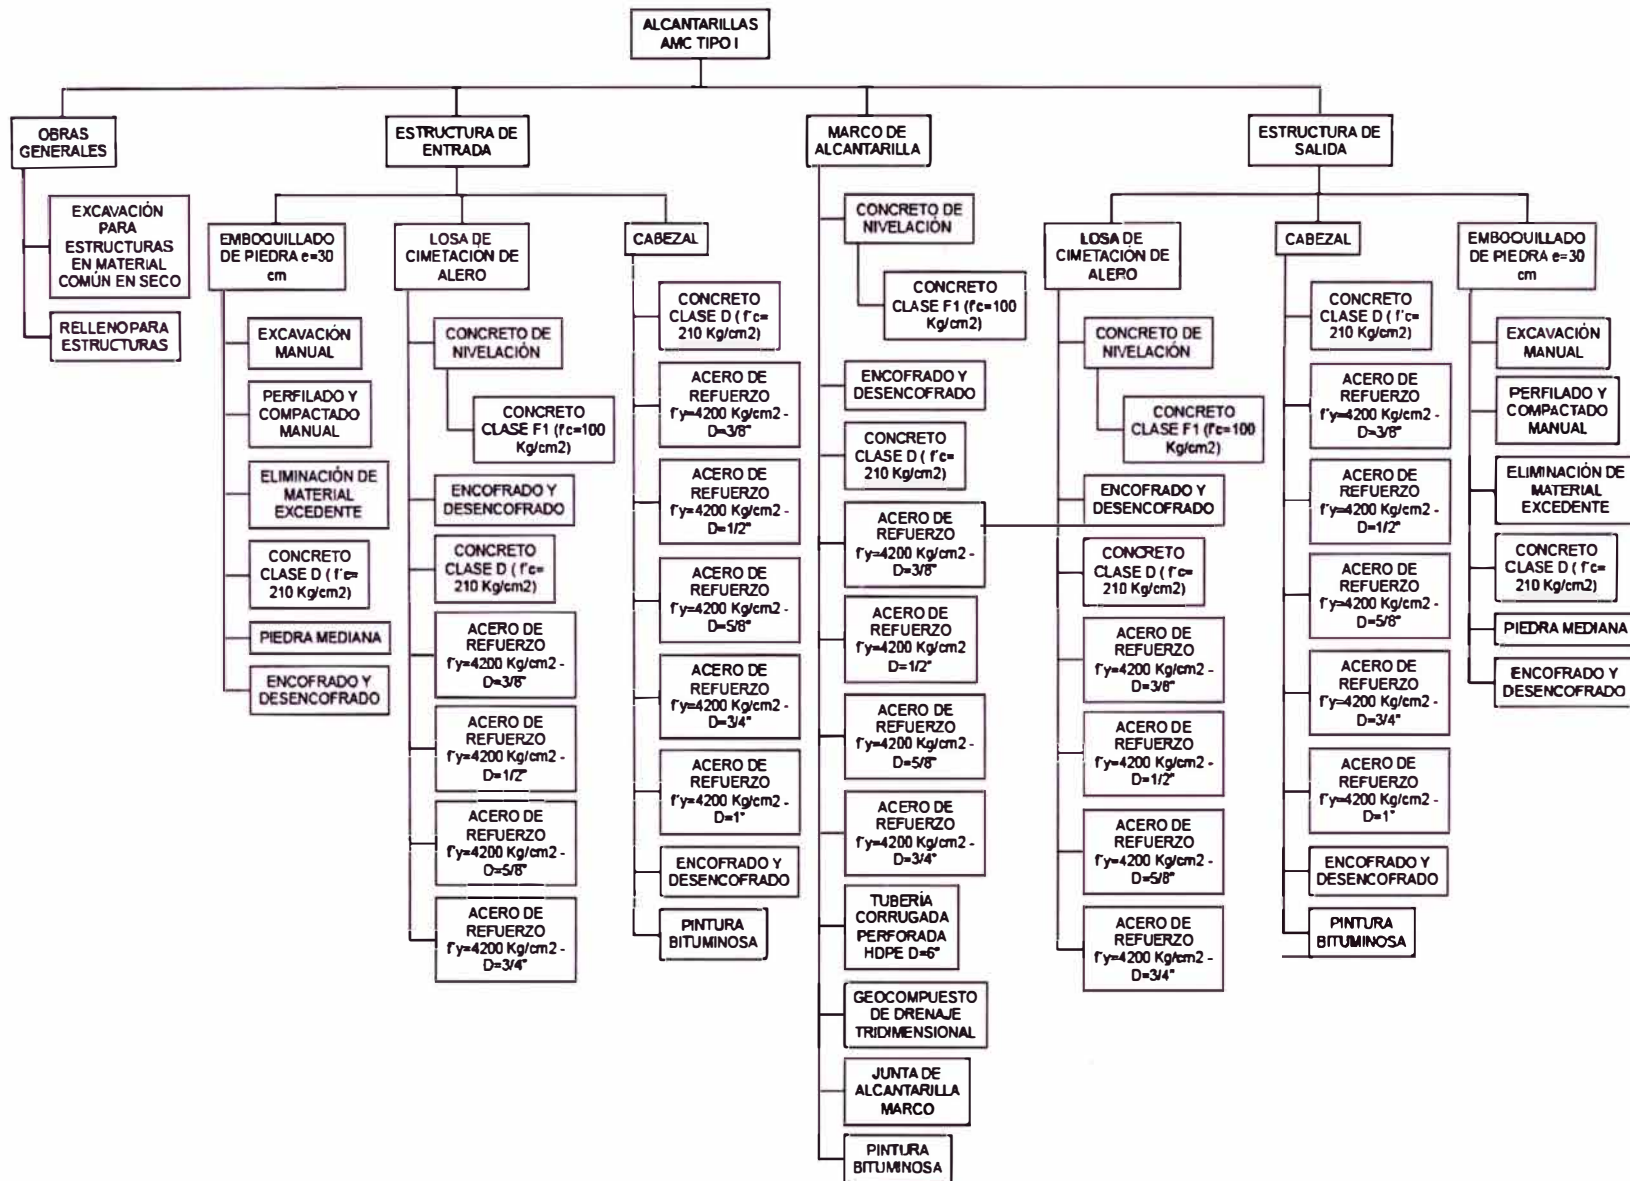 ALCANTARILLAS
AMC TIPO I
OBRAS
GENERALES
EXCAVACIÓN
PARA
ESTRUCTURAS
EN MATERIAL
COMÚN EN SECO
RELLENO PARA
ESTRUCTURAS
ESTRUCTURA DE
ENTRADA
EMBOQUILLADO
DE PIEDRA e=30
cm
EXCAVACIÓN
MANUAL
PERFILADO Y
COMPACTADO
MANUAL
ELIMINACIÓN DE
MATERIAL
EXCEDENTE
CONCRETO
CLASE D ( f´c=
210 Kg/cm2)
PIEDRA MEDIANA
ENCOFRADO Y
DESENCOFRADO
LOSA DE
CIMETACIÓN DE
ALERO
CONCRETO DE
NIVELACIÓN
CONCRETO
CLASE F1 (f'c=100
Kg/cm2)
ENCOFRADO Y
DESENCOFRADO
CONCRETO
CLASE D ( f´c=
210 Kg/cm2)
ACERO DE
REFUERZO
f´y=4200 Kg/cm2 -
D=3/8"
ACERO DE
REFUERZO
f´y=4200 Kg/cm2 -
D=1/2"
ACERO DE
REFUERZO
f´y=4200 Kg/cm2 -
D=5/8"
ACERO DE
REFUERZO
f´y=4200 Kg/cm2 -
D=3/4"
CABEZAL
CONCRETO
CLASE D ( f´c=
210 Kg/cm2)
ACERO DE
REFUERZO
f´y=4200 Kg/cm2 -
D=3/8"
ACERO DE
REFUERZO
f´y=4200 Kg/cm2 -
D=1/2"
ACERO DE
REFUERZO
f´y=4200 Kg/cm2 -
D=5/8"
ACERO DE
REFUERZO
f´y=4200 Kg/cm2 -
D=3/4"
ACERO DE
REFUERZO
f´y=4200 Kg/cm2 -
D=1"
ENCOFRADO Y
DESENCOFRADO
PINTURA
BITUMINOSA
MARCO DE
ALCANTARILLA
CONCRETO DE
NIVELACIÓN
CONCRETO
CLASE F1 (f'c=100
Kg/cm2)
ENCOFRADO Y
DESENCOFRADO
CONCRETO
CLASE D ( f´c=
210 Kg/cm2)
ACERO DE
REFUERZO
f´y=4200 Kg/cm2 -
D=3/8"
ACERO DE
REFUERZO
f´y=4200 Kg/cm2
D=1/2"
ACERO DE
REFUERZO
f´y=4200 Kg/cm2 -
D=5/8"
ACERO DE
REFUERZO
f´y=4200 Kg/cm2 -
D=3/4"
TUBERÍA
CORRUGADA
PERFORADA
HDPE D=6"
GEOCOMPUESTO
DE DRENAJE
TRIDIMENSIONAL
JUNTA DE
ALCANTARILLA
MARCO
PINTURA
BITUMINOSA
ESTRUCTURA DE
SALIDA
LOSA DE
CIMETACIÓN DE
ALERO
CONCRETO DE
NIVELACIÓN
CONCRETO
CLASE F1 (f'c=100
Kg/cm2)
ENCOFRADO Y
DESENCOFRADO
CONCRETO
CLASE D ( f´c=
210 Kg/cm2)
ACERO DE
REFUERZO
f´y=4200 Kg/cm2 -
D=3/8"
ACERO DE
REFUERZO
f´y=4200 Kg/cm2 -
D=1/2"
ACERO DE
REFUERZO
f´y=4200 Kg/cm2 -
D=5/8"
ACERO DE
REFUERZO
f´y=4200 Kg/cm2 -
D=3/4"
CABEZAL
CONCRETO
CLASE D ( f´c=
210 Kg/cm2)
ACERO DE
REFUERZO
f´y=4200 Kg/cm2 -
D=3/8"
ACERO DE
REFUERZO
f´y=4200 Kg/cm2 -
D=1/2"
ACERO DE
REFUERZO
f´y=4200 Kg/cm2 -
D=5/8"
ACERO DE
REFUERZO
f´y=4200 Kg/cm2 -
D=3/4"
ACERO DE
REFUERZO
f´y=4200 Kg/cm2 -
D=1"
ENCOFRADO Y
DESENCOFRADO
PINTURA
BITUMINOSA
EMBOQUILLADO
DE PIEDRA e=30
cm
EXCAVACIÓN
MANUAL
PERFILADO Y
COMPACTADO
MANUAL
ELIMINACIÓN DE
MATERIAL
EXCEDENTE
CONCRETO
CLASE D ( f´c=
210 Kg/cm2)
PIEDRA MEDIANA
ENCOFRADO Y
DESENCOFRADO